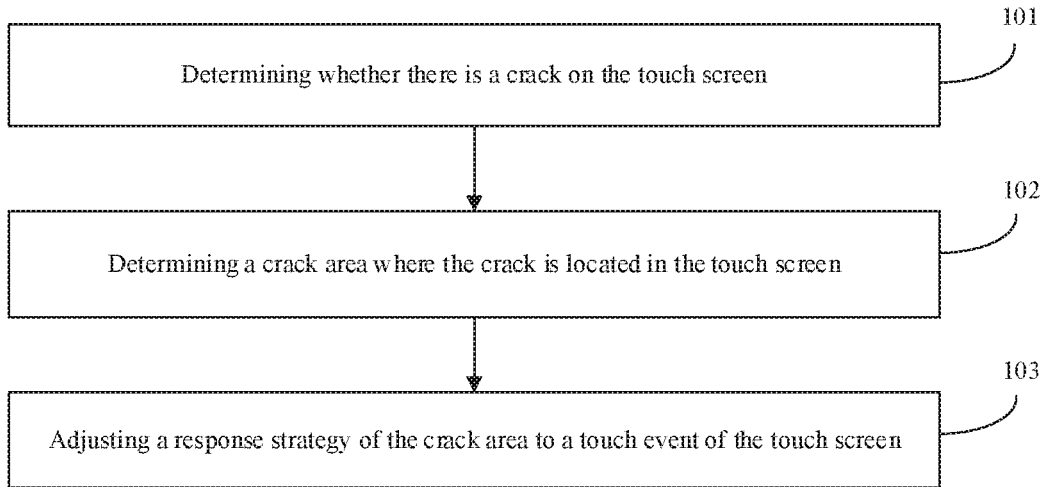 101
Determining whether there is a crack on the touch screen
102
Determining a crack area where the crack is located in the touch screen
103
Adjusting a response strategy of the crack area to a touch event of the touch screen